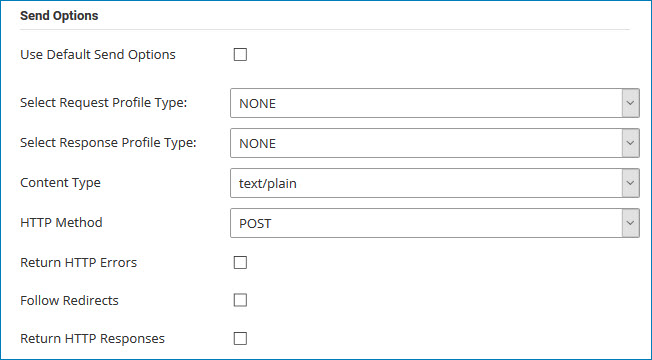 Send Options
Use Default Send Options
Select Request Profile Type: NONE
Select Response Profile Type: NONE
Content Type text/plain
HTTP Method POST
Return HTTP Errors
Follow Redirects
Return HTTP Responses